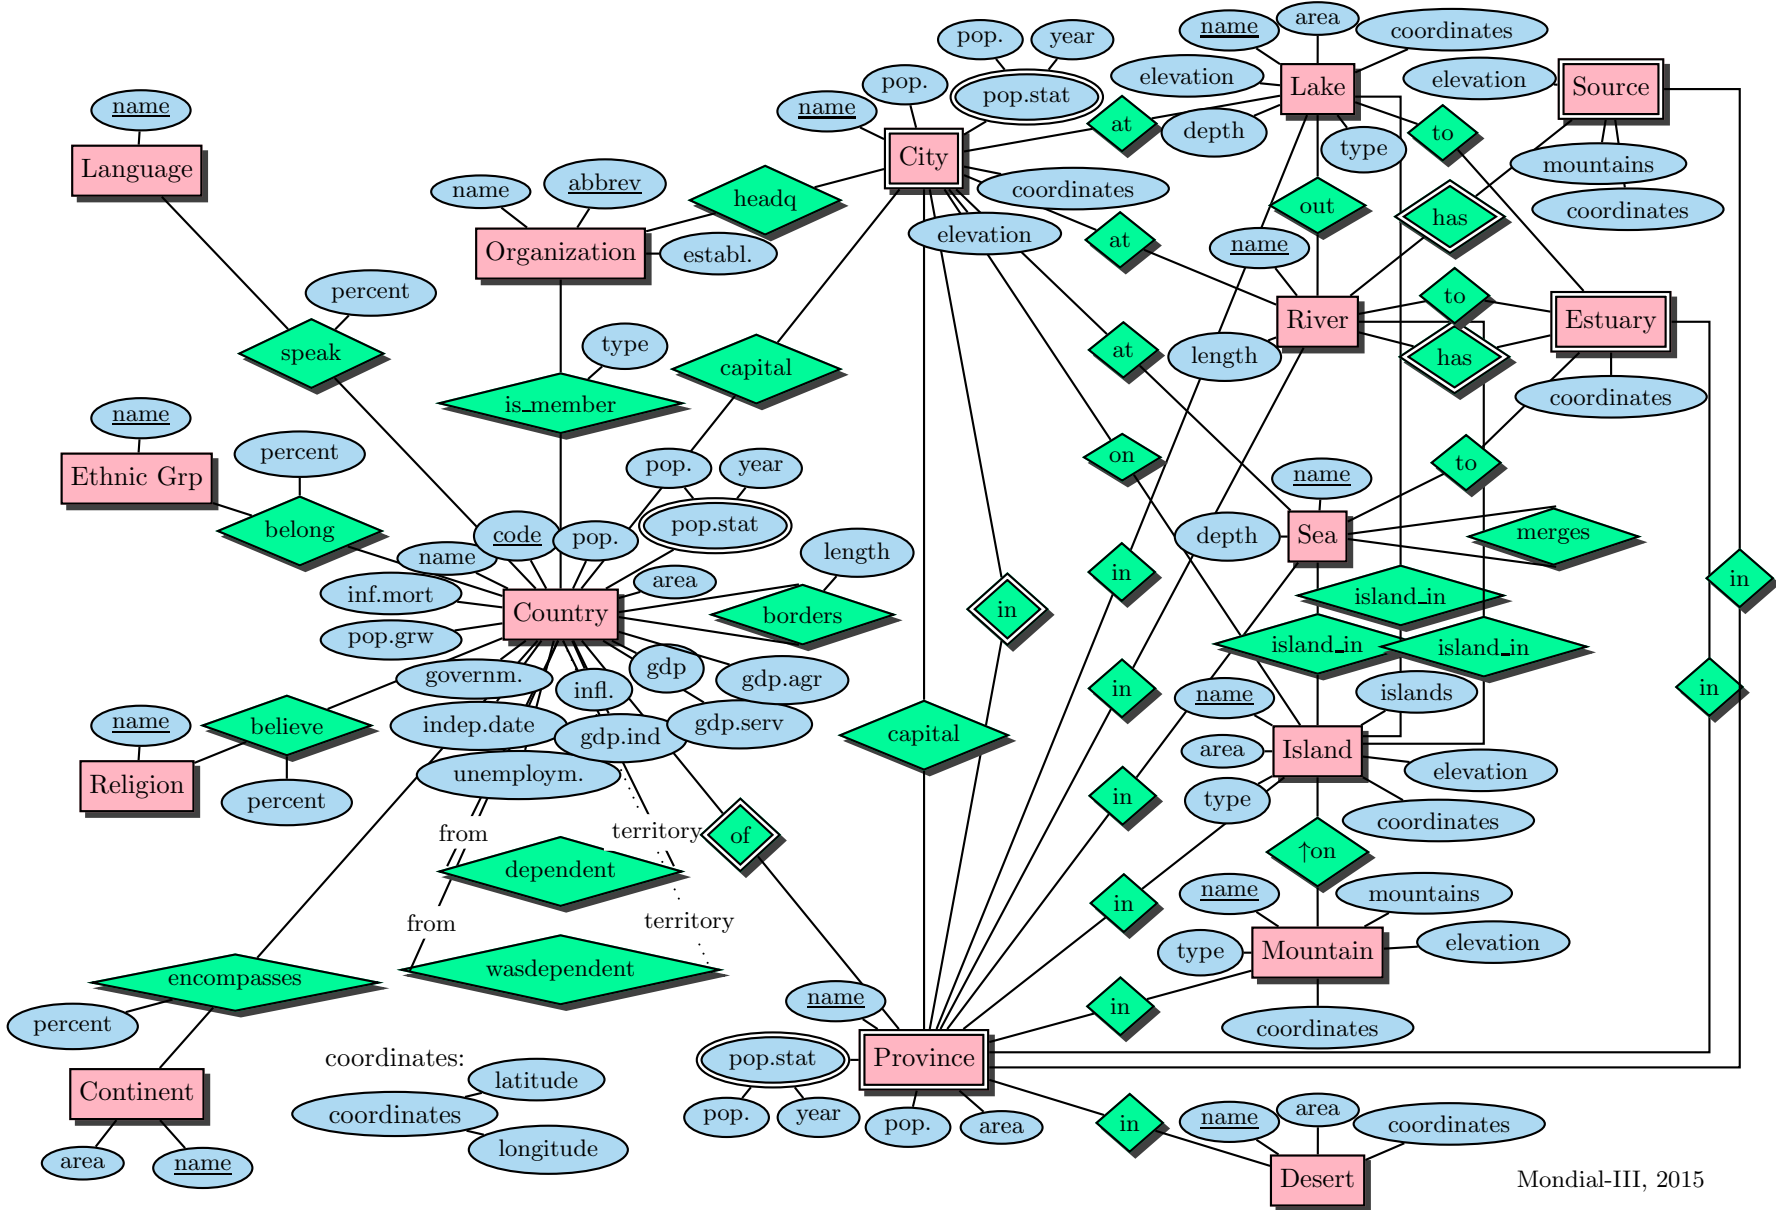 pop.
year
name
area
coordinates
elevation
Lake
elevation
Source
pop.
pop.stat
name
at
depth
to
type
City
mountains
coordinates
coordinates
name
Language
name
abbrev
headq
Organization
establ.
elevation
at
out
has
name
River
to
Estuary
has
length
coordinates
percent
speak
type
is_member
capital
at
on
name
Ethnic Grp
percent
belong
pop.
year
pop.stat
code
name
pop.
name
depth
Sea
to
merges
length
area
inf.mort
Country
borders
pop.grw
in
in
in
island_in
island_in
island_in
governm.
infl.
gdp
gdp.agr
in
in
name
islands
indep.date
gdp.ind
gdp.serv
capital
name
believe
Religion
percent
unemploym.
area
Island
elevation
in
type
coordinates
from
territory
of
dependent
↑on
from
territory
in
name
mountains
type
Mountain
elevation
encompasses
wasdependent
percent
name
in
coordinates
coordinates:
latitude
coordinates
longitude
pop.stat
Province
pop.
year
pop.
area
Continent
area
name
in
name
area
coordinates
Desert
Mondial-III, 2015